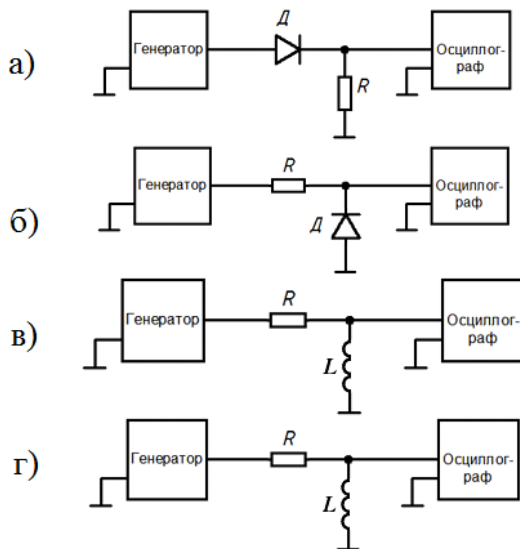 а)
Генератор
Д
R
Осциллог-
раф
б)
Генератор
R
Д
Осциллог-
раф
в)
Генератор
R
L
Осциллог-
раф
г)
Генератор
R
L
Осциллог-
раф